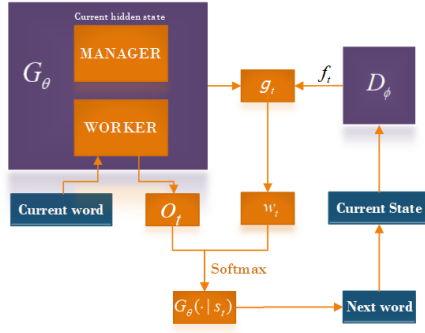 Current hidden state
MANAGER
G_θ
g_t
f_t
D_ϕ
WORKER
Current word
O_t
w_t
Current State
Softmax
G_θ(·|s_t)
Next word